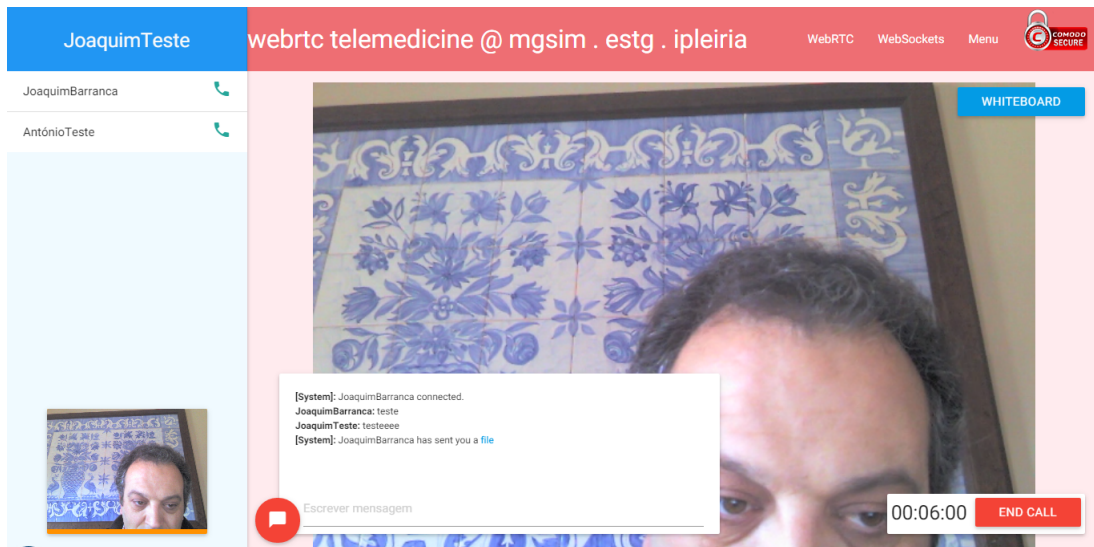 JoaquimTeste
webrtc telemedicine @ mgsim . estg . ipleiria
WebRTC
WebSockets
Menu
C COMODO
SECURE
JoaquimBarranca
AntónioTeste
WHITEBOARD
[System]: JoaquimBarranca connected.
JoaquimBarranca: teste
JoaquimTeste: testeeee
[System]: JoaquimBarranca has sent you a file
Escrever mensagem
00:06:00
END CALL